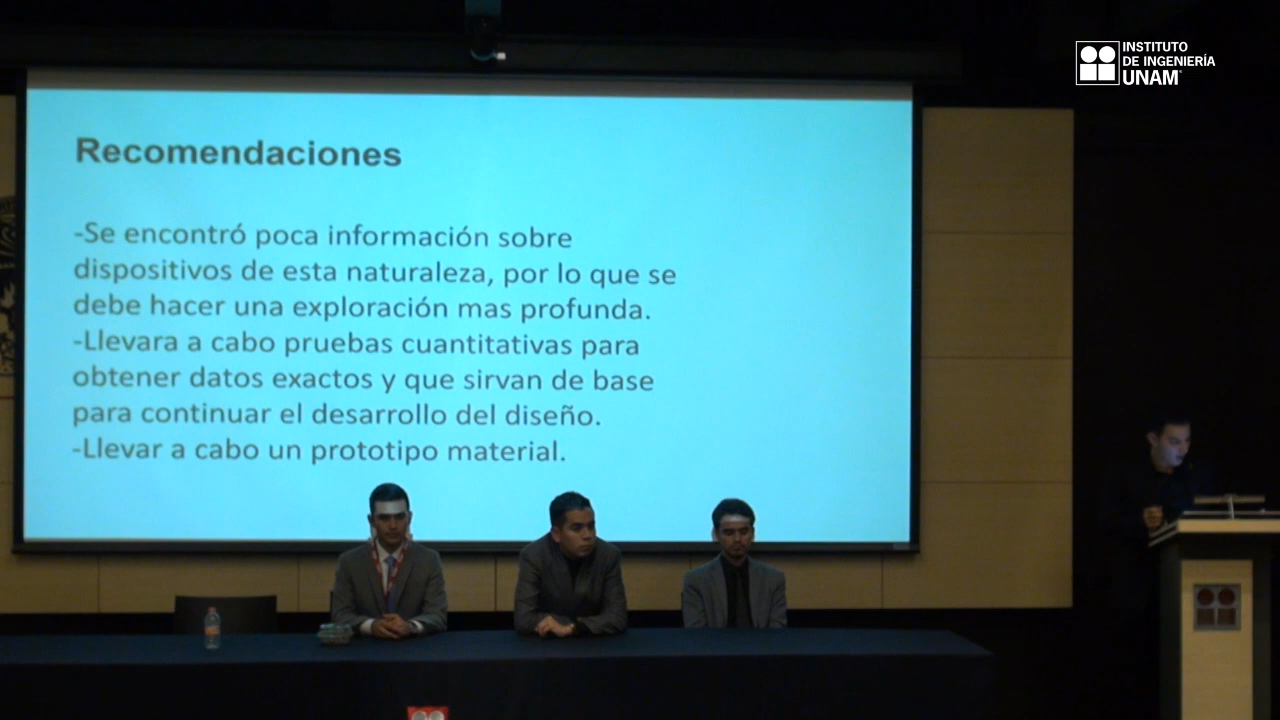 INSTITUTO
DE INGENIERÍA
UNAM
Recomendaciones
-Se encontró poca información sobre
dispositivos de esta naturaleza, por lo que se
debe hacer una exploración mas profunda.
-Llevara a cabo pruebas cuantitativas para
obtener datos exactos y que sirvan de base
para continuar el desarrollo del diseño.
-Llevar a cabo un prototipo material.